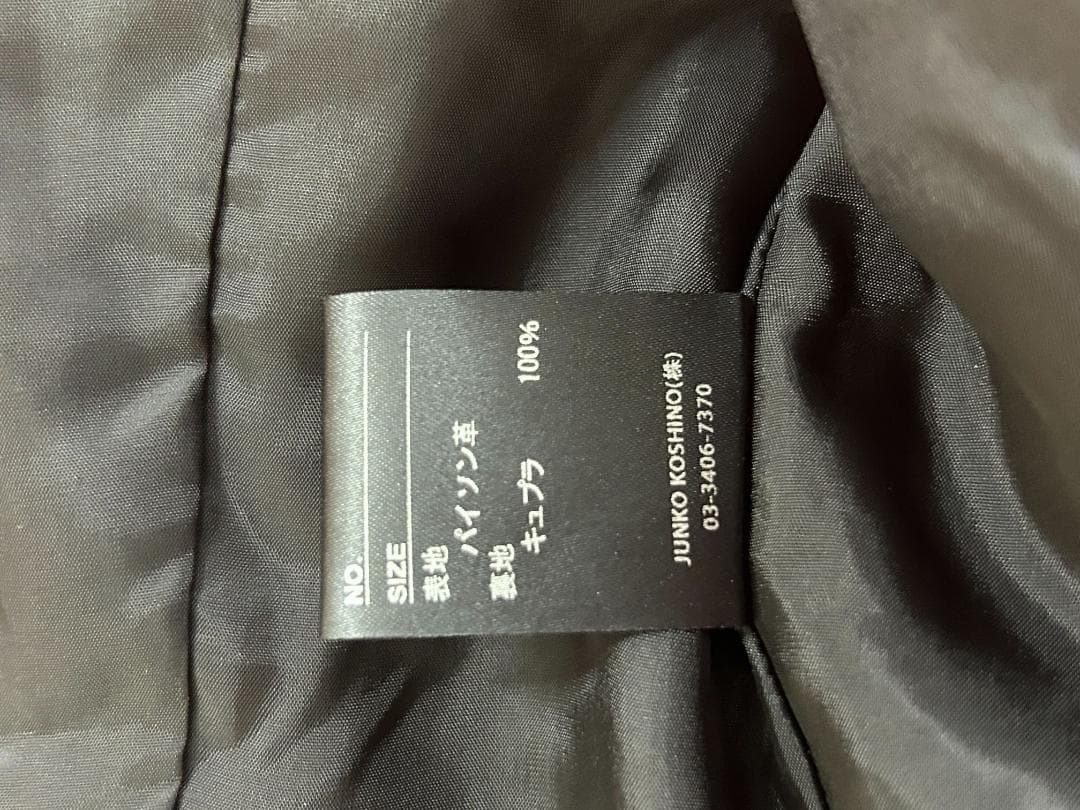 NO.
SIZE
表地
パイソン革
裏地
キュプラ 100%
JUNKO KOSHINO(株)
03-3406-7370